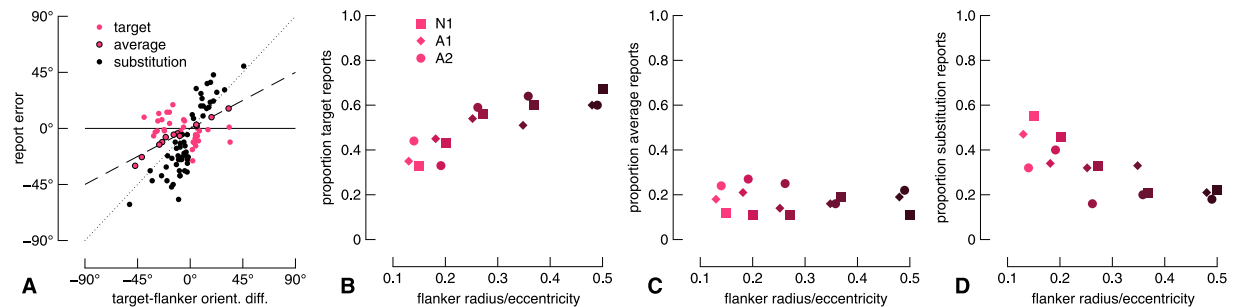 90°
45°
0°
−45°
−90°
report error
target
average
substitution
−90°
−45°
0°
45°
90°
target-flanker orient. diff.
A
1
0.8
0.6
0.4
0.2
0
proportion target reports
N1
A1
A2
0.1
0.2
0.3
0.4
0.5
flanker radius/eccentricity
B
1
0.8
0.6
0.4
0.2
0
proportion average reports
0.1
0.2
0.3
0.4
0.5
flanker radius/eccentricity
C
1
0.8
0.6
0.4
0.2
0
proportion substitution reports
0.1
0.2
0.3
0.4
0.5
flanker radius/eccentricity
D